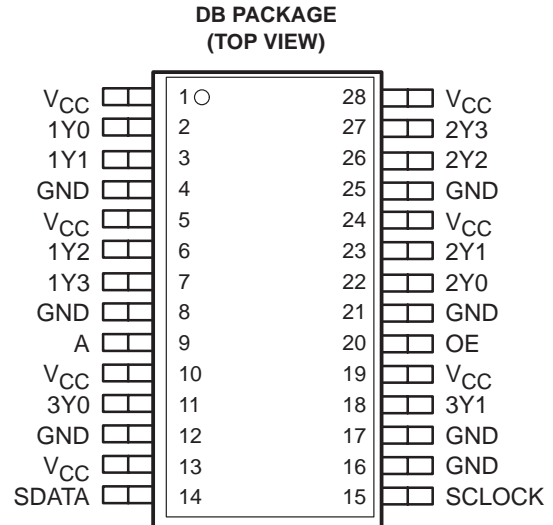 DB PACKAGE
(TOP VIEW)
VCC 1 28 VCC
1Y0 2 27 2Y3
1Y1 3 26 2Y2
GND 4 25 GND
VCC 5 24 VCC
1Y2 6 23 2Y1
1Y3 7 22 2Y0
GND 8 21 GND
A 9 20 OE
VCC 10 19 VCC
3Y0 11 18 3Y1
GND 12 17 GND
VCC 13 16 GND
SDATA 14 15 SCLOCK